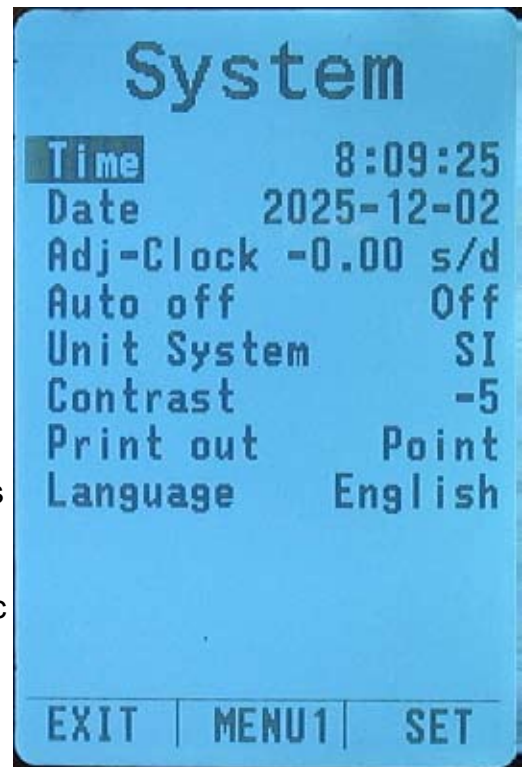 System
Time 8:09:25
Date 2025-12-02
Adj-Clock -0.00 s/d
Auto off Off
Unit System SI
Contrast -5
Print out Point
Language English
EXIT | MENU1 | SET